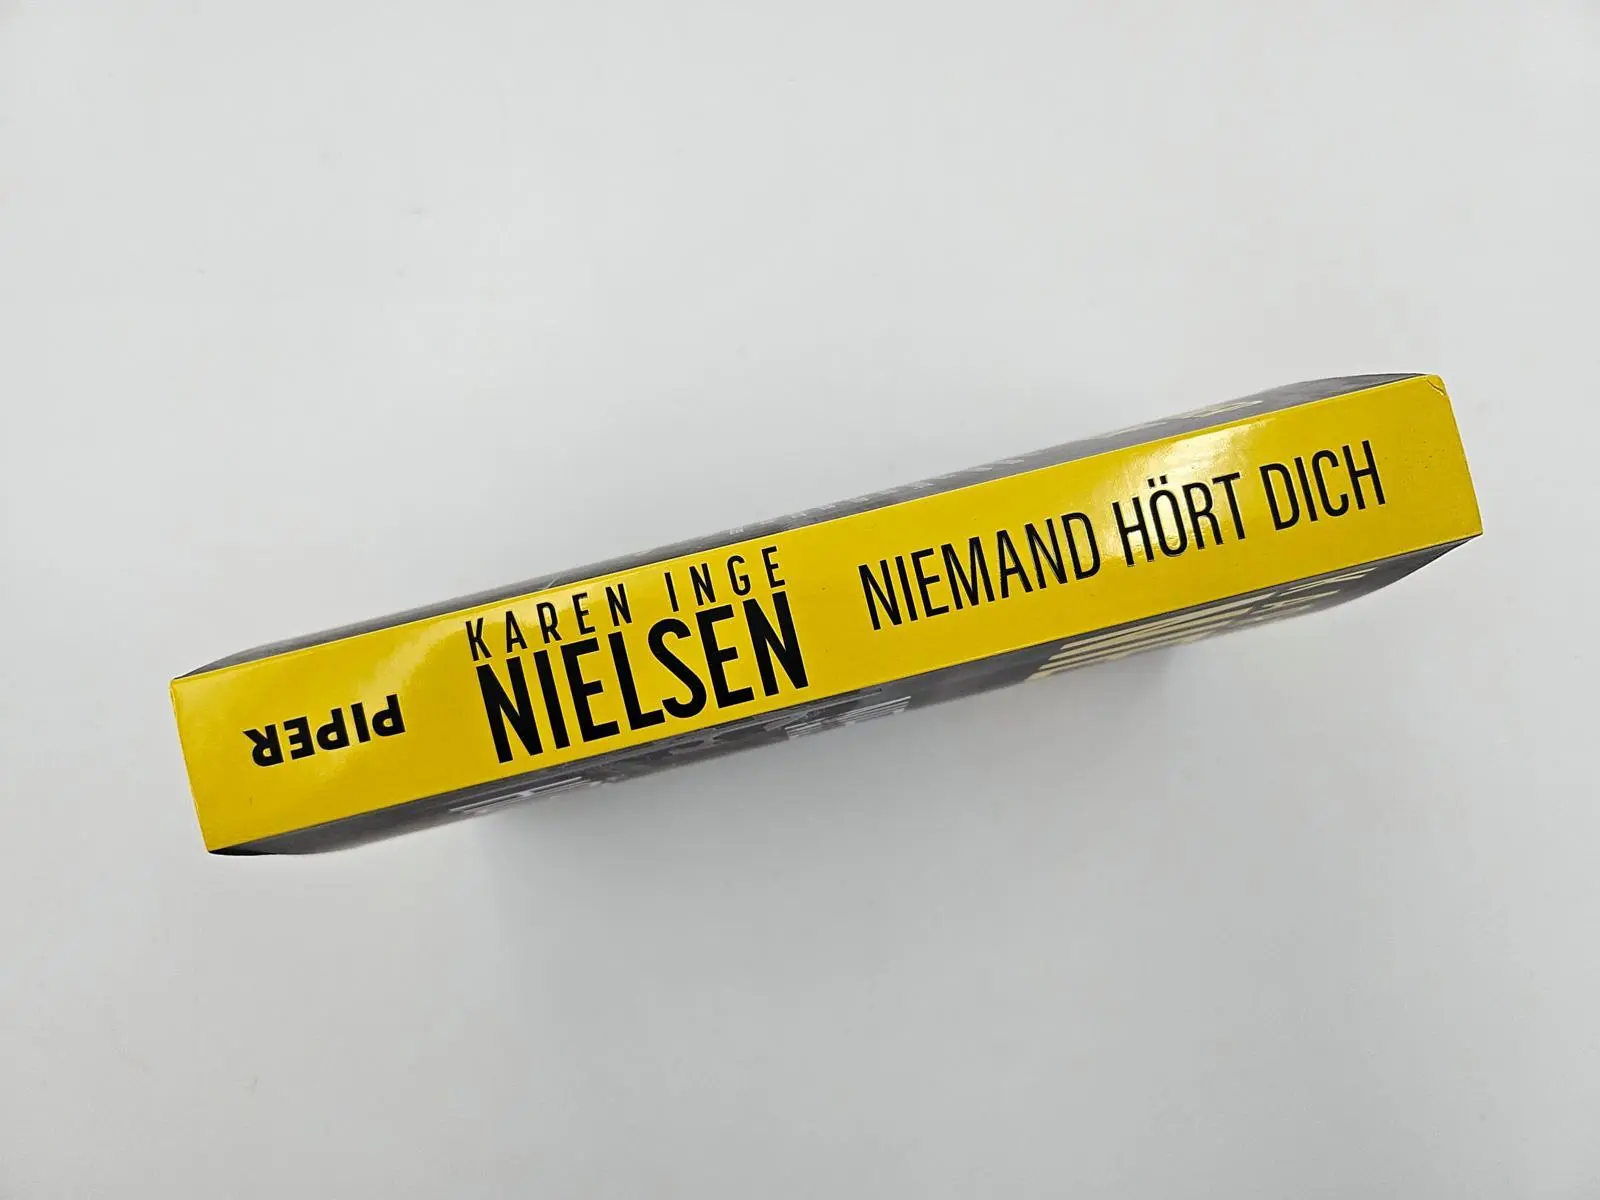 KAREN INGE
NIELSEN
NIEMAND HÖRT DICH
PIPER